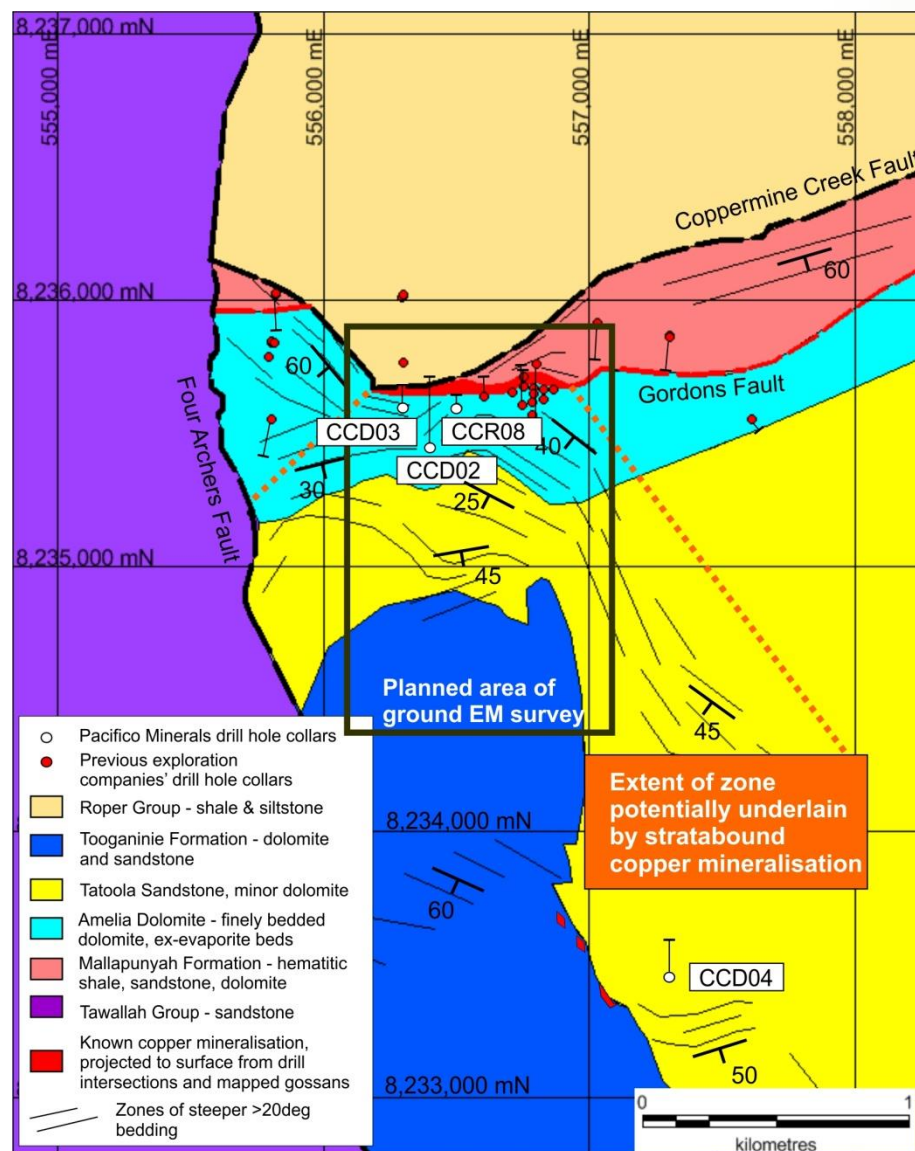 8,237,000 mN
555,000 mE
556,000 mE
557,000 mE
558,000 mE
Coppermine Creek Fault
60
8,236,000 mN
60
Gordons Fault
Four Archers Fault
CCD03
CCR08
40
CCD02
30
25
8,235,000 mN
45
Planned area of
ground EM survey
45
Extent of zone
potentially underlain
by stratabound
copper mineralisation
8,234,000 mN
60
CCD04
8,233,000 mN
50
Pacifico Minerals drill hole collars
Previous exploration
companies' drill hole collars
Roper Group - shale & siltstone
Tooganinie Formation - dolomite
and sandstone
Tatoola Sandstone, minor dolomite
Amelia Dolomite - finely bedded
dolomite, ex-evaporite beds
Mallapunyah Formation - hematitic
shale, sandstone, dolomite
Tawallah Group - sandstone
Known copper mineralisation,
projected to surface from drill
intersections and mapped gossans
Zones of steeper >20deg
bedding
0 1
kilometres